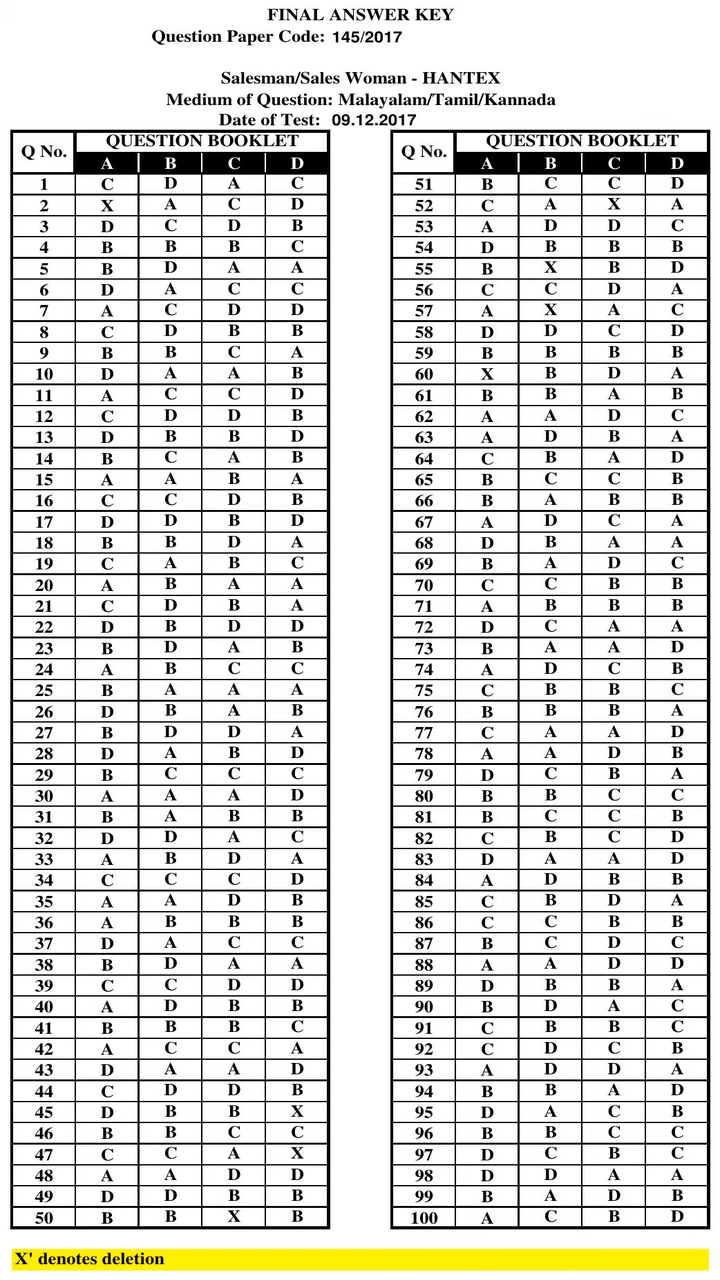 FINAL ANSWER KEY
Question Paper Code: 145/2017
Salesman/Sales Woman - HANTEX
Medium of Question: Malayalam/Tamil/Kannada
Date of Test: 09.12.2017
Q No. QUESTION BOOKLET
A B C D
1 C D A C
2 X A C D
3 D C D B
4 B B B C
5 B D A A
6 D A C C
7 A C D D
8 C D B B
9 B B C A
10 D A A B
11 A C C D
12 C D D B
13 D B B D
14 B C A B
15 A A B A
16 C C D B
17 D D B D
18 B B D A
19 C A B C
20 A B A A
21 C D B A
22 D B D D
23 B D A B
24 A B C C
25 B A A A
26 D B A B
27 B D D A
28 D A B D
29 B C C C
30 A A A D
31 B A B B
32 D D A C
33 A B D A
34 C C C D
35 A A D B
36 A B B B
37 D A C C
38 B D A A
39 C C D D
40 A D B B
41 B B B C
42 A C C A
43 D A A D
44 C D D B
45 D B B X
46 B B C C
47 C C A X
48 A A D D
49 D D B B
50 B B X B
Q No. QUESTION BOOKLET
A B C D
51 B C C D
52 C A X A
53 A D D C
54 D B B B
55 B X B D
56 C C D A
57 A X A C
58 D D C D
59 B B B B
60 X B D A
61 B B A B
62 A A D C
63 A D B A
64 C B A D
65 B C C B
66 B A B B
67 A D C A
68 D B A A
69 B A D C
70 C C B B
71 A B B B
72 D C A A
73 B A A D
74 A D C B
75 C B B C
76 B B B A
77 C A A D
78 A A D B
79 D C B A
80 B B C C
81 B C C B
82 C B C D
83 D A A D
84 A D B B
85 C B D A
86 C C B B
87 B C D C
88 A A D D
89 D B B A
90 B D A C
91 C B B C
92 C D C B
93 A D D A
94 B B A D
95 D A C B
96 B B C C
97 D C B C
98 D D A A
99 B A D B
100 A C B D
X' denotes deletion